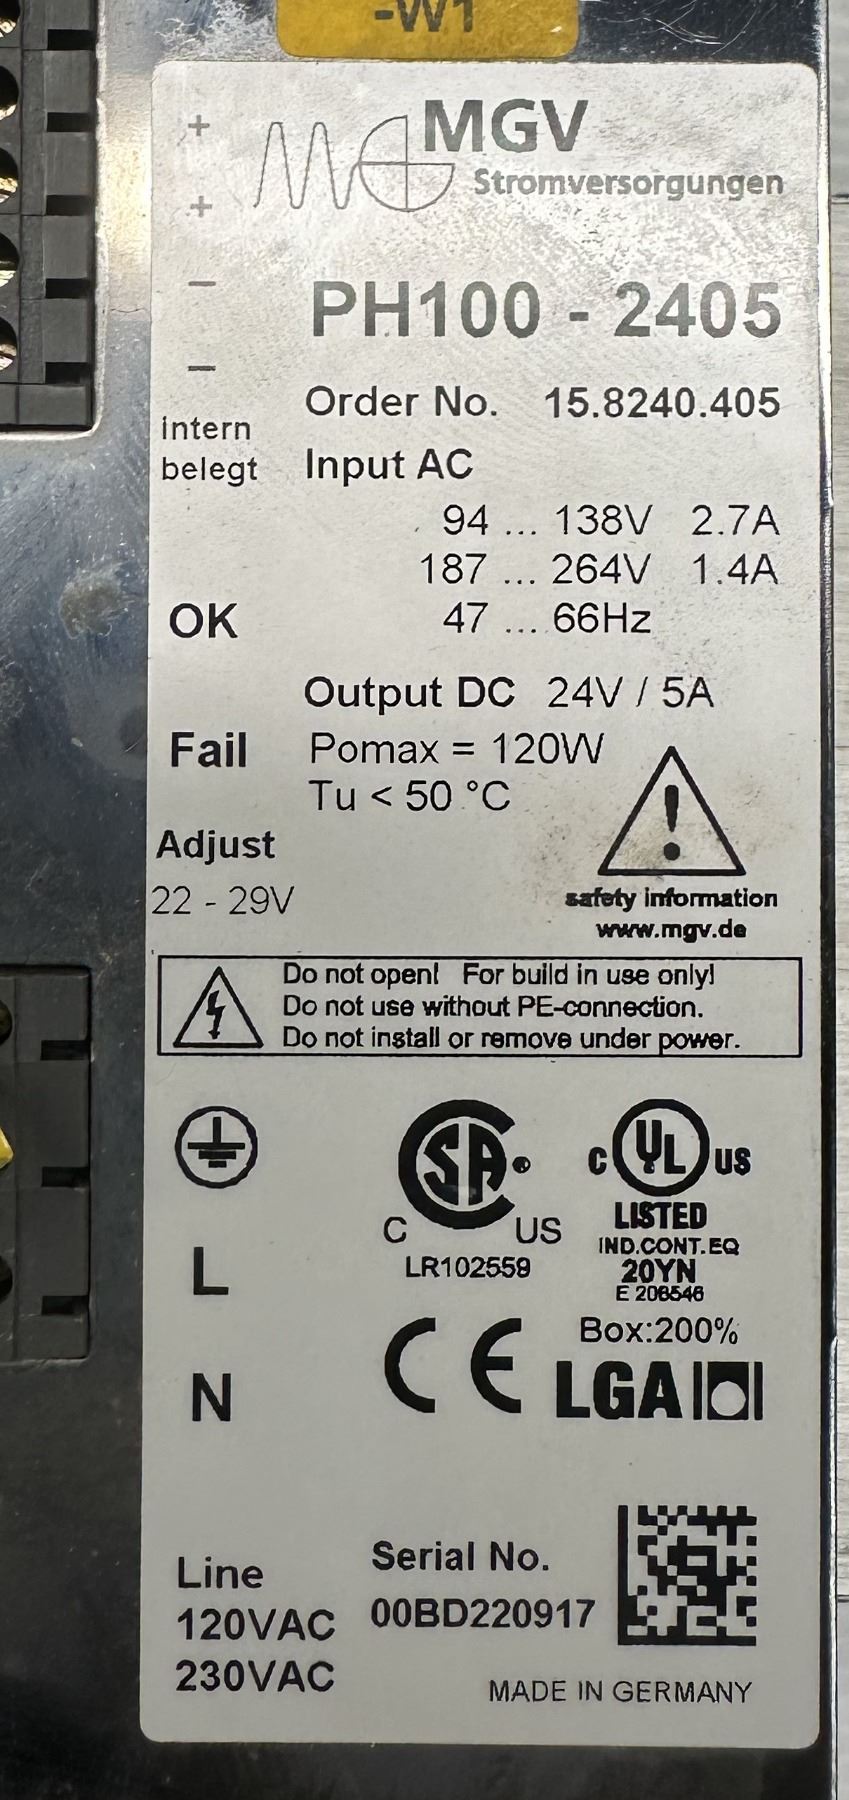 -W1
MGV
Stromversorgungen
+
+
−
−
PH100 - 2405
Order No. 15.8240.405
intern
belegt
Input AC
94 ... 138V 2.7A
187 ... 264V 1.4A
47 ... 66Hz
OK
Output DC 24V / 5A
Fail
Pomax = 120W
Tu < 50 °C
Adjust
22 - 29V
safety information
www.mgv.de
Do not open! For build in use only!
Do not use without PE-connection.
Do not install or remove under power.
SA
C US
LR102559
C UL US
LISTED
IND.CONT.EQ
20YN
E 206546
Box:200%
L
N
CE
LGA
Line
120VAC
230VAC
Serial No.
00BD220917
MADE IN GERMANY